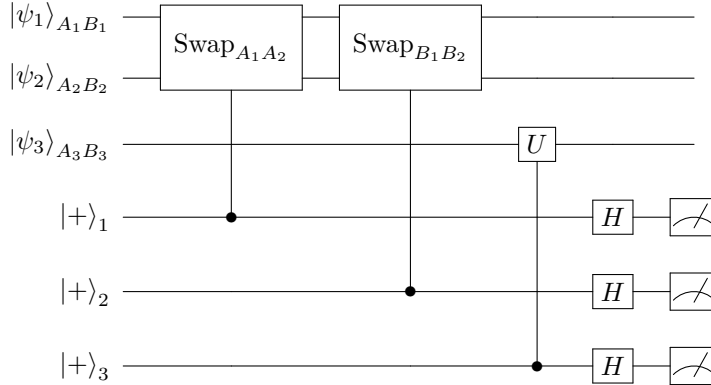 |ψ₁⟩_{A₁B₁} Swap_{A₁A₂} Swap_{B₁B₂}
|ψ₂⟩_{A₂B₂}
|ψ₃⟩_{A₃B₃} U
|+⟩₁ H
|+⟩₂ H
|+⟩₃ H